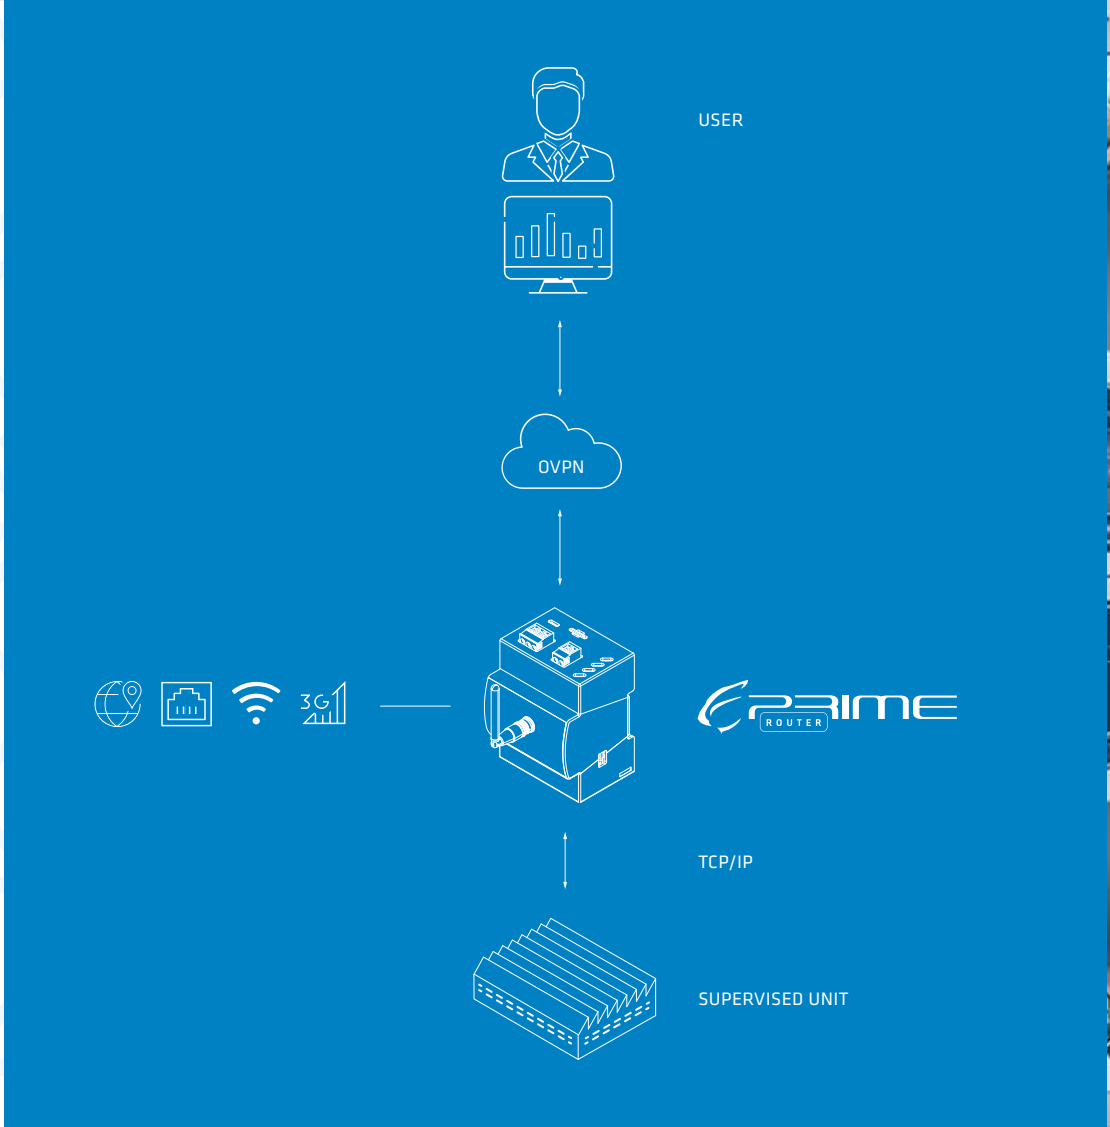 USER
OVPN
3G
PRIME
ROUTER
TCP/IP
SUPERVISED UNIT